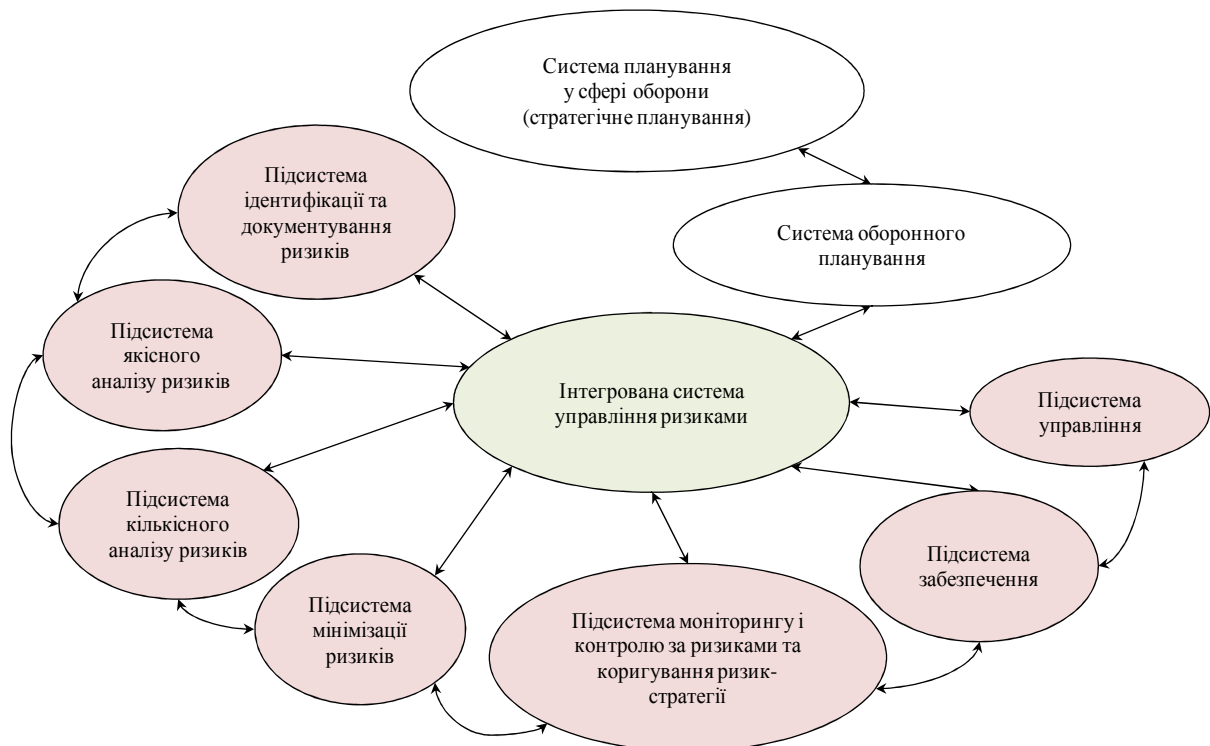 Система планування
у сфері оборони
(стратегічне планування)
Підсистема
ідентифікації та
документування
ризиків
Система оборонного
планування
Підсистема
якісного
аналізу ризиків
Інтегрована система
управління ризиками
Підсистема
управління
Підсистема
кількісного
аналізу ризиків
Підсистема
забезпечення
Підсистема
мінімізації
ризиків
Підсистема моніторингу і
контролю за ризиками та
коригування ризик-
стратегії